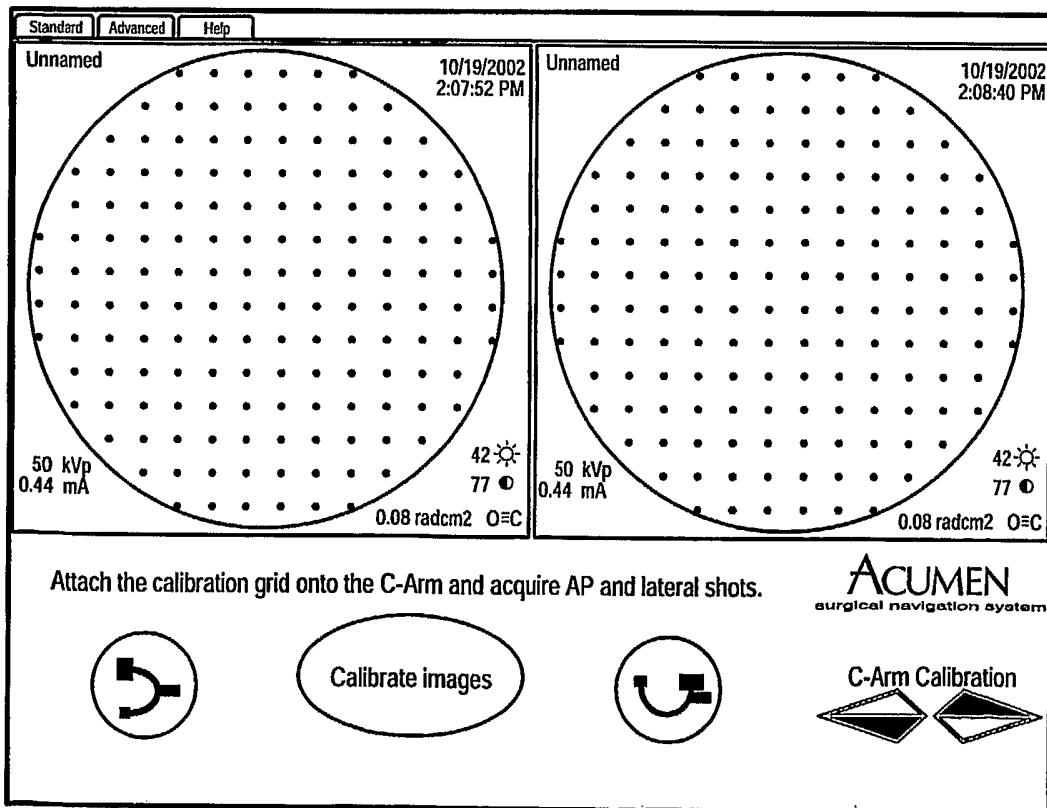 Standard Advanced Help
Unnamed
10/19/2002
2:07:52 PM
50 kVp
0.44 mA
42
77
0.08 radcm2 O≡C
Unnamed
10/19/2002
2:08:40 PM
50 kVp
0.44 mA
42
77
0.08 radcm2 O≡C
Attach the calibration grid onto the C-Arm and acquire AP and lateral shots.
ACUMEN
surgical navigation system
Calibrate images
C-Arm Calibration